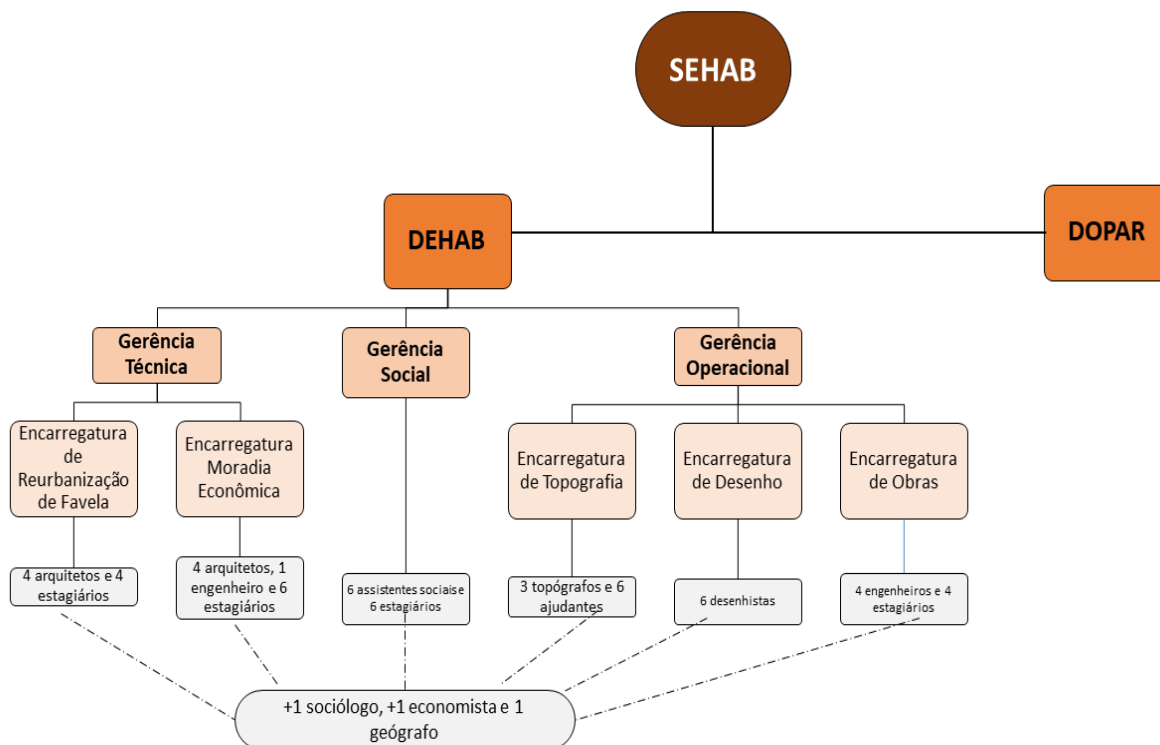 SEHAB
DEHAB
DOPAR
Gerência
Técnica
Gerência
Social
Gerência
Operacional
Encarregatura
de
Reurbanização
de Favela
Encarregatura
Moradia
Econômica
Encarregatura
de Topografia
Encarregatura
de Desenho
Encarregatura
de Obras
4 arquitetos e 4
estagiários
4 arquitetos, 1
engenheiro e 6
estagiários
6 assistentes sociais e
6 estagiários
3 topógrafos e 6
ajudantes
6 desenhistas
4 engenheiros e 4
estagiários
+1 sociólogo, +1 economista e 1
geógrafo